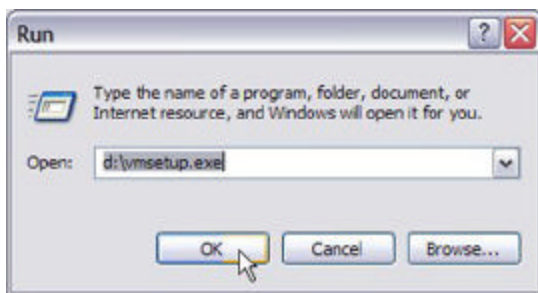 Run
?
Type the name of a program, folder, document, or
Internet resource, and Windows will open it for you.
Open:
d:\vmsetup.exe
OK
Cancel
Browse...